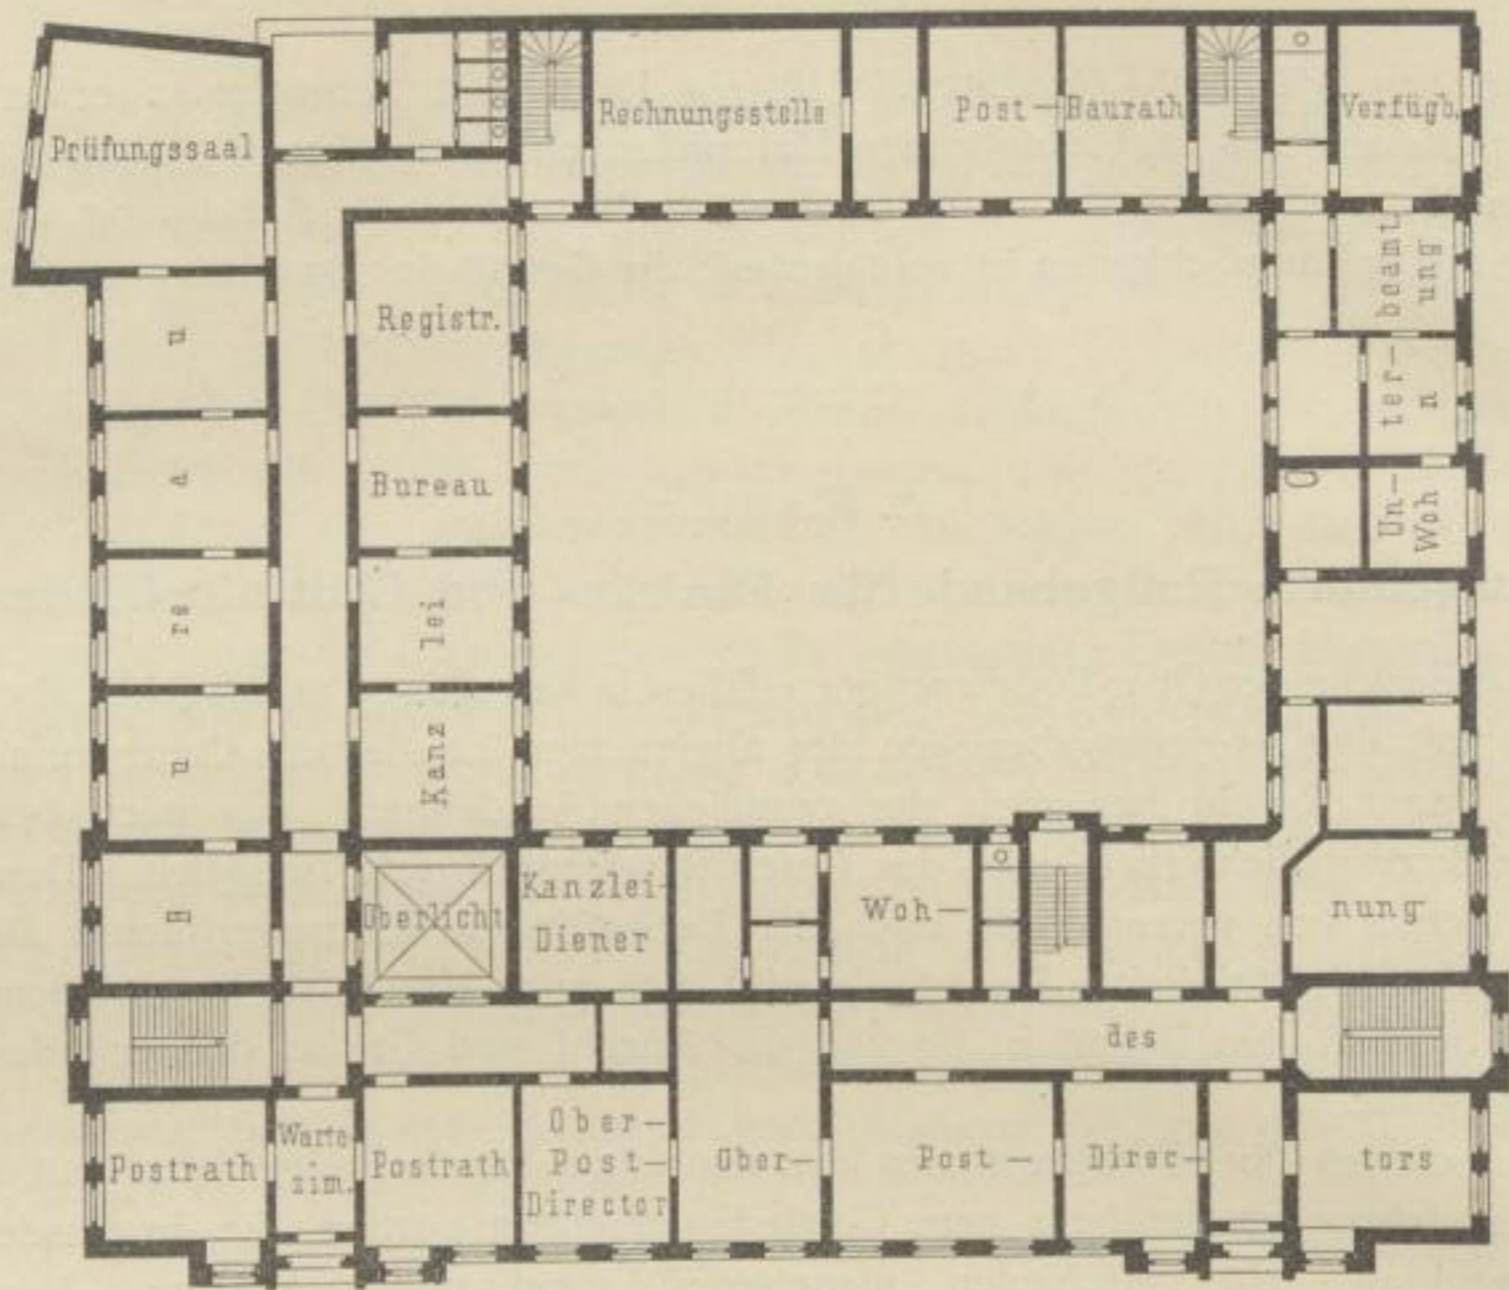 Prüfungssaal
Rechnungsstelle
Post—
Baurath
Verfügb.
Registr.
Bureau
Kanz
lei
B
u
re
a
u
Un—
ter—
beamt.
Woh
n
ung
Oberlicht
Kanzlei-
Diener
Woh—
nung
des
Postrath
Warte
zim.
Postrath
Ober—
Post—
Director
Ober—
Post—
Direc—
tors